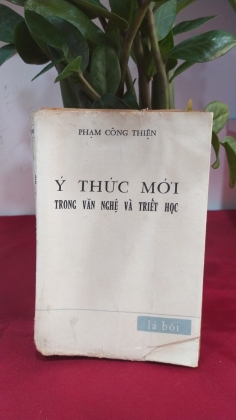 PHẠM CÔNG THIỆN
Ý THỨC MỚI
TRONG VĂN NGHỆ VÀ TRIẾT HỌC
lá bối